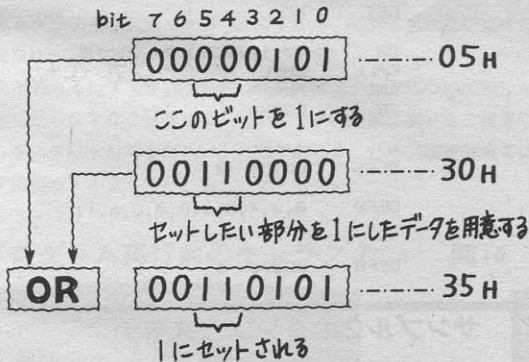 bit 7 6 5 4 3 2 1 0
00000101 05H
ここのビットを1にする
00110000 30H
セットしたい部分を1にしたデータを用意する
OR 00110101 35H
1にセットされる